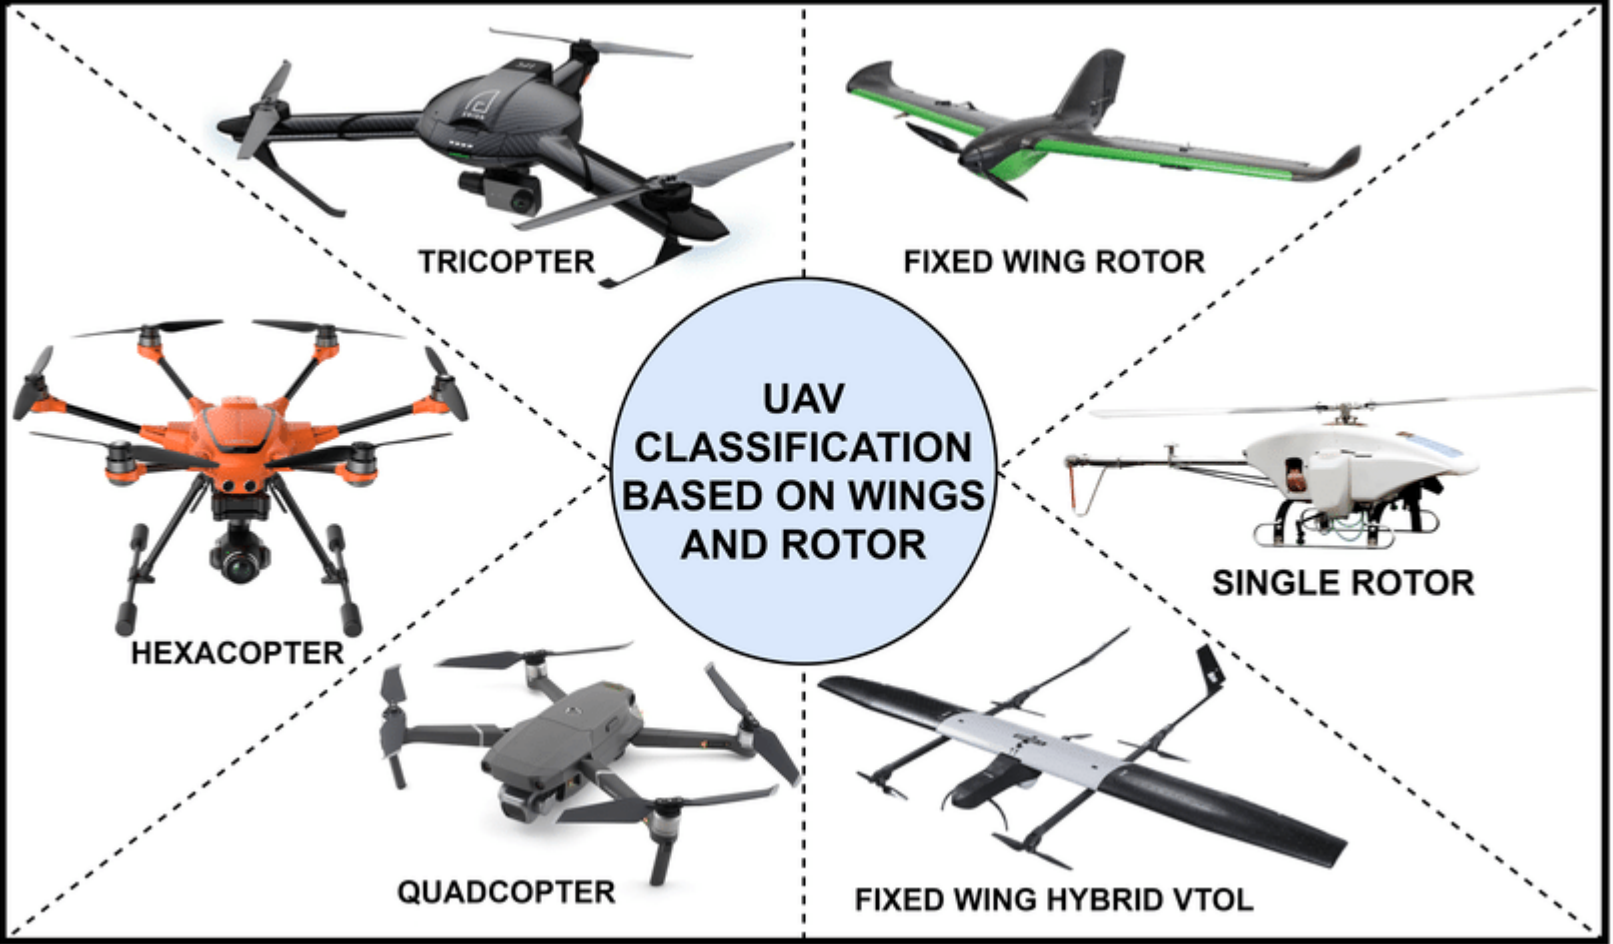 TRICOPTER
FIXED WING ROTOR
UAV
CLASSIFICATION
BASED ON WINGS
AND ROTOR
SINGLE ROTOR
HEXACOPTER
QUADCOPTER
FIXED WING HYBRID VTOL